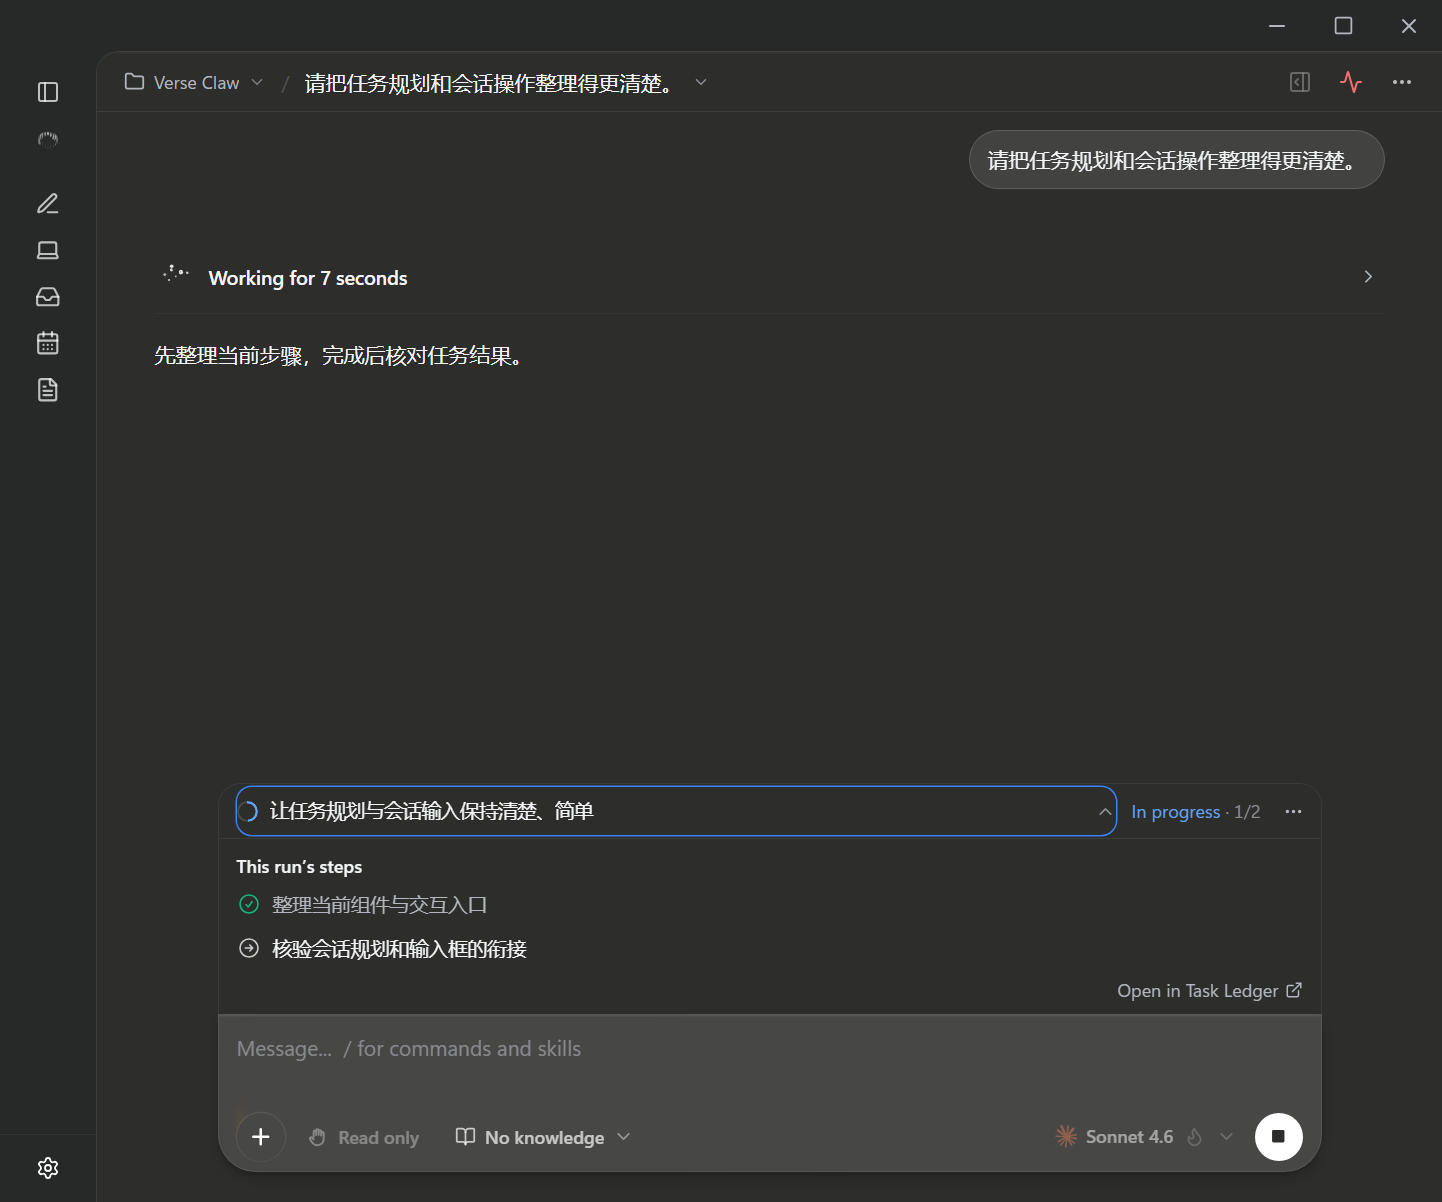 Verse Claw / 请把任务规划和会话操作整理得更清楚。
请把任务规划和会话操作整理得更清楚。
Working for 7 seconds
先整理当前步骤，完成后核对任务结果。
让任务规划与会话输入保持清楚、简单 In progress · 1/2
This run’s steps
整理当前组件与交互入口
核验会话规划和输入框的衔接
Open in Task Ledger
Message... / for commands and skills
Read only No knowledge Sonnet 4.6